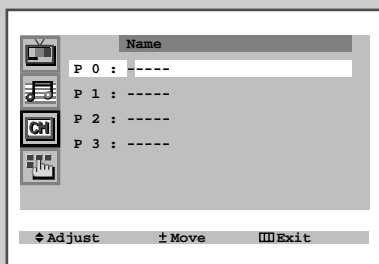 Name
P 0 : -----
P 1 : -----
P 2 : -----
CH
P 3 : -----
Adjust ± Move Exit